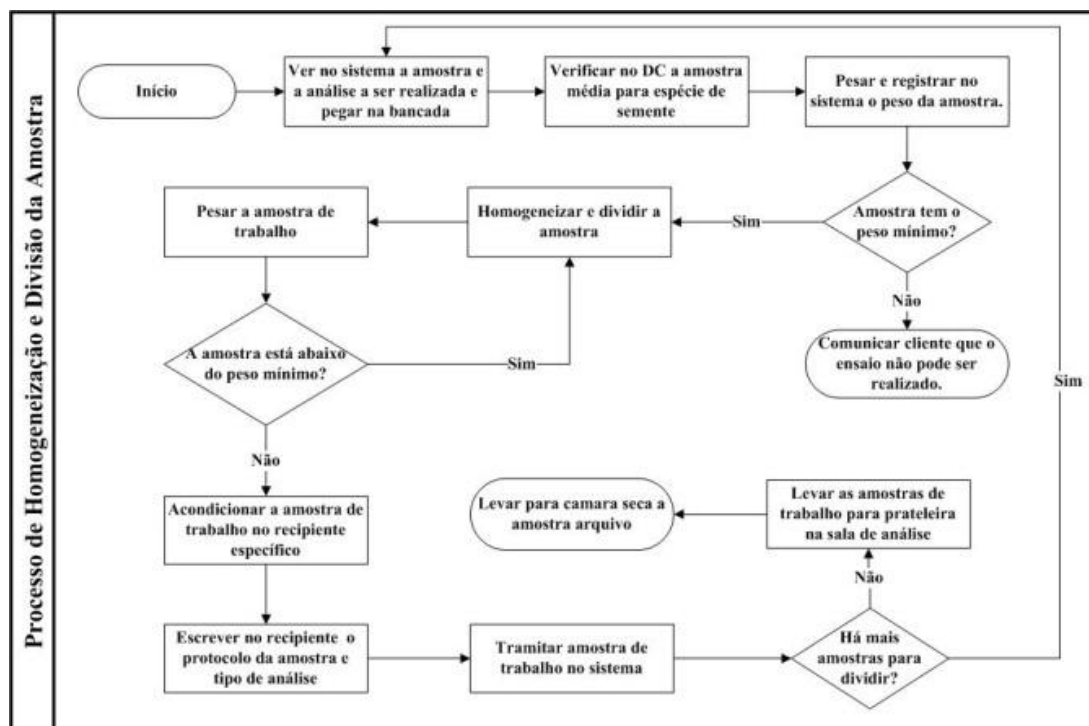 Processo de Homogeneização e Divisão da Amostra
Início
Ver no sistema a amostra e
a análise a ser realizada e
pegar na bancada
Verificar no DC a amostra
média para espécie de
semente
Pesar e registrar no
sistema o peso da amostra.
Amostra tem o
peso mínimo?
Sim
Não
Comunicar cliente que o
ensaio não pode ser
realizado.
Homogeneizar e dividir a
amostra
Pesar a amostra de
trabalho
A amostra está abaixo
do peso mínimo?
Sim
Não
Acondicionar a amostra de
trabalho no recipiente
específico
Escrever no recipiente o
protocolo da amostra e
tipo de análise
Tramitar amostra de
trabalho no sistema
Há mais
amostras para
dividir?
Sim
Não
Levar as amostras de
trabalho para prateleira
na sala de análise
Levar para camara seca a
amostra arquivo